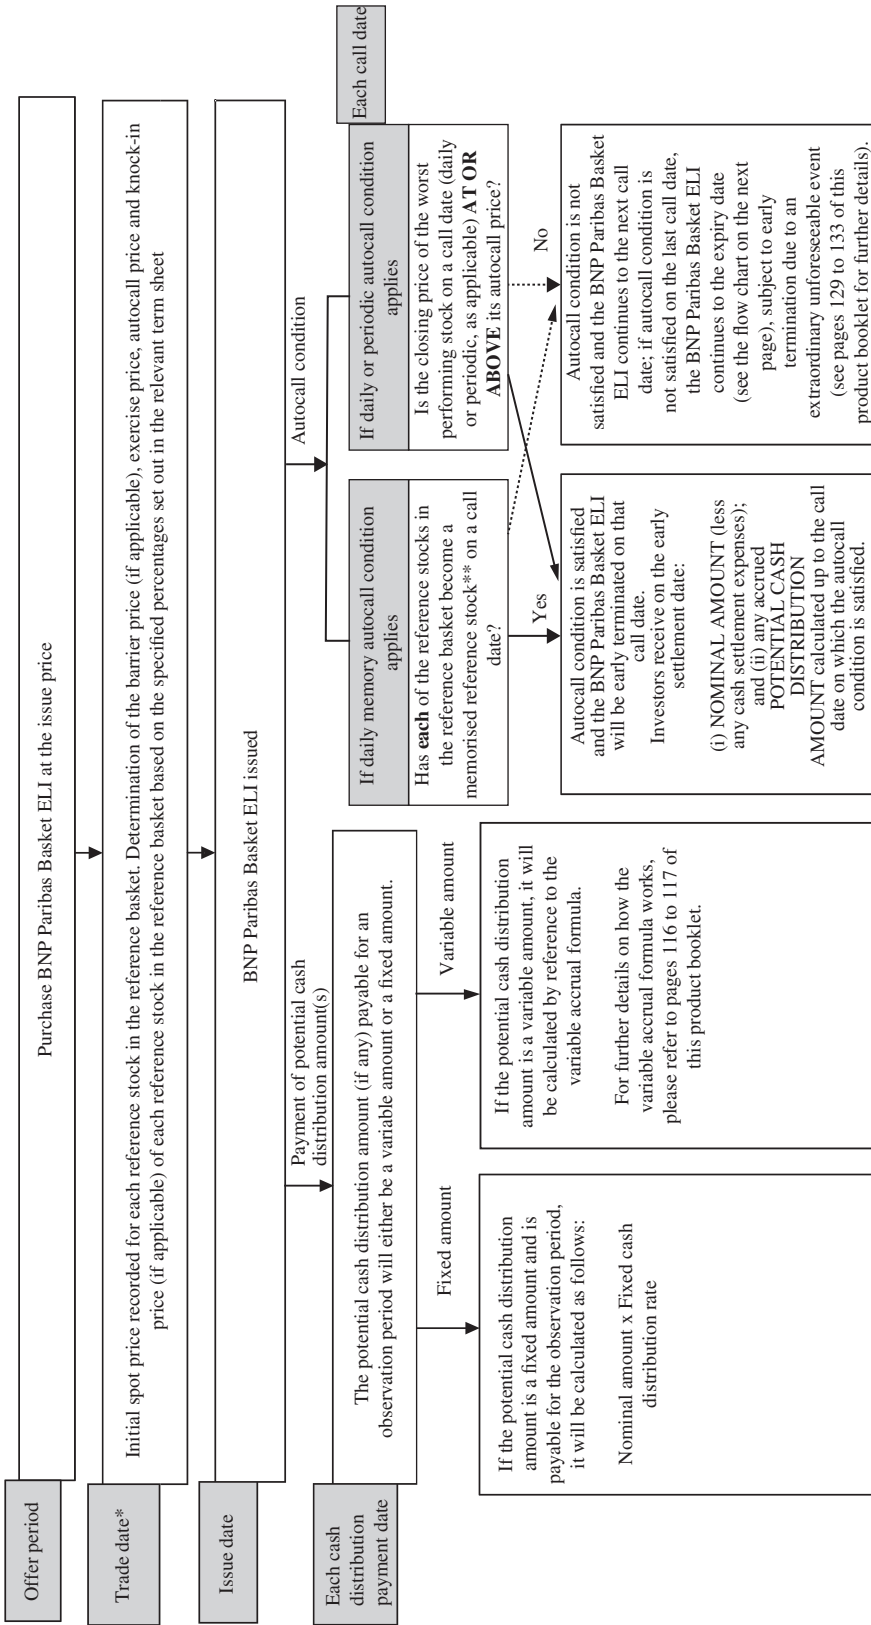 Offer period
Purchase BNP Paribas Basket ELI at the issue price
Trade date*
Initial spot price recorded for each reference stock in the reference basket. Determination of the barrier price (if applicable), exercise price, autocall price and knock-in
price (if applicable) of each reference stock in the reference basket based on the specified percentages set out in the relevant term sheet
Issue date
BNP Paribas Basket ELI issued
Payment of potential cash
distribution amount(s)
Autocall condition
Each cash
distribution
payment date
The potential cash distribution amount (if any) payable for an
observation period will either be a variable amount or a fixed amount.
Fixed amount
Variable amount
If the potential cash distribution
amount is a fixed amount and is
payable for the observation period,
it will be calculated as follows:
Nominal amount x Fixed cash
distribution rate
If the potential cash distribution
amount is a variable amount, it will
be calculated by reference to the
variable accrual formula.
For further details on how the
variable accrual formula works,
please refer to pages 116 to 117 of
this product booklet.
Each call date
If daily memory autocall condition
applies
Has each of the reference stocks in
the reference basket become a
memorised reference stock** on a call
date?
If daily or periodic autocall condition
applies
Is the closing price of the worst
performing stock on a call date (daily
or periodic, as applicable) AT OR
ABOVE its autocall price?
Yes
No
Autocall condition is satisfied
and the BNP Paribas Basket ELI
will be early terminated on that
call date.
Investors receive on the early
settlement date:
(i) NOMINAL AMOUNT (less
any cash settlement expenses);
and (ii) any accrued
POTENTIAL CASH
DISTRIBUTION
AMOUNT calculated up to the call
date on which the autocall
condition is satisfied.
Autocall condition is not
satisfied and the BNP Paribas Basket
ELI continues to the next call
date; if autocall condition is
not satisfied on the last call date,
the BNP Paribas Basket ELI
continues to the expiry date
(see the flow chart on the next
page), subject to early
termination due to an
extraordinary unforeseeable event
(see pages 129 to 133 of this
product booklet for further details).